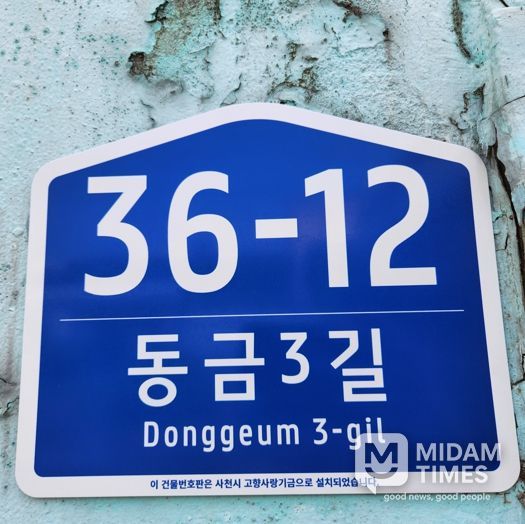 36-12
동금3길
Donggeum 3-gil
이 건물번호판은 사천시 고향사랑기금으로 설치되었습니다.
M
MIDAM
TIMES
good news, good people